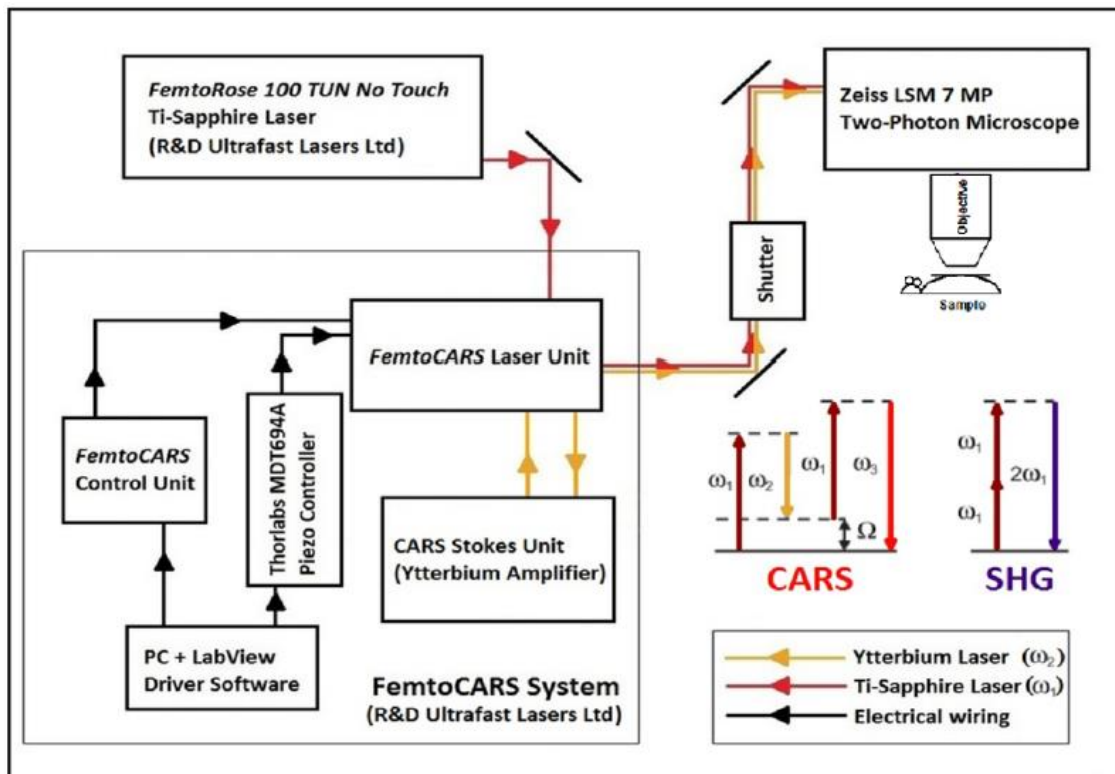 FemtoRose 100 TUN No Touch
Ti-Sapphire Laser
(R&D Ultrafast Lasers Ltd)
Zeiss LSM 7 MP
Two-Photon Microscope
Objective
Sample
Shutter
FemtoCARS Laser Unit
FemtoCARS
Control Unit
Thorlabs MDT694A
Piezo Controller
CARS Stokes Unit
(Ytterbium Amplifier)
PC + LabView
Driver Software
FemtoCARS System
(R&D Ultrafast Lasers Ltd)
ω1 ω2 ω1 ω3
Ω
CARS
ω1
2ω1
ω1
SHG
Ytterbium Laser (ω2)
Ti-Sapphire Laser (ω1)
Electrical wiring